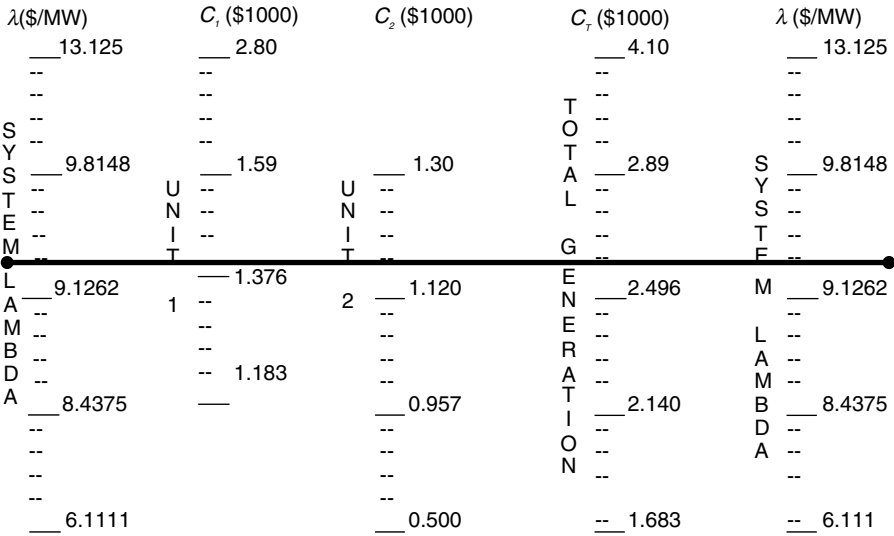 λ($/MW) C₁ ($1000) C₂ ($1000) C_T ($1000) λ ($/MW)
13.125 2.80 4.10 13.125
9.8148 1.59 1.30 2.89 9.8148
SYSTEM LAMBDA
UNIT 1
UNIT 2
TOTAL GENERATION
SYSTEM LAMBDA
1.376
9.1262 1.120 2.496 9.1262
1.183
8.4375 0.957 2.140 8.4375
6.1111 0.500 1.683 6.111